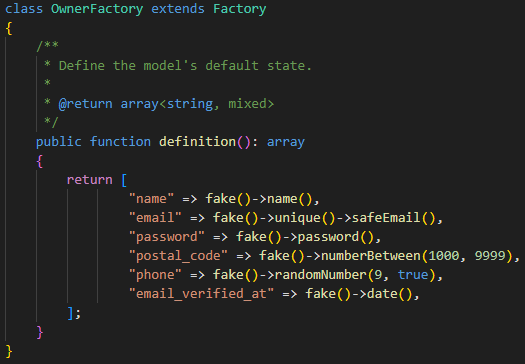 class OwnerFactory extends Factory
{
    /**
     * Define the model's default state.
     *
     * @return array<string, mixed>
     */
    public function definition(): array
    {
        return [
                "name" => fake()->name(),
                "email" => fake()->unique()->safeEmail(),
                "password" => fake()->password(),
                "postal_code" => fake()->numberBetween(1000, 9999),
                "phone" => fake()->randomNumber(9, true),
                "email_verified_at" => fake()->date(),
        ];
    }
}